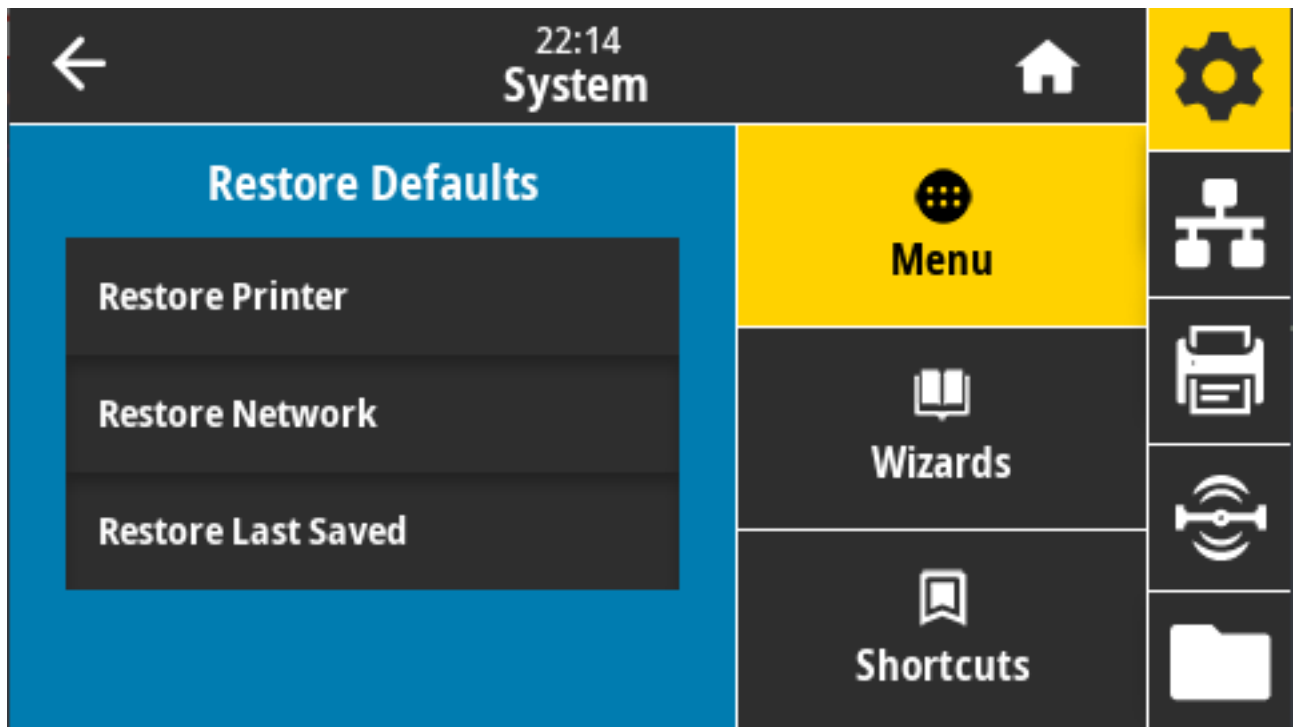 22:14
System
Restore Defaults
Restore Printer
Restore Network
Restore Last Saved
Menu
Wizards
Shortcuts